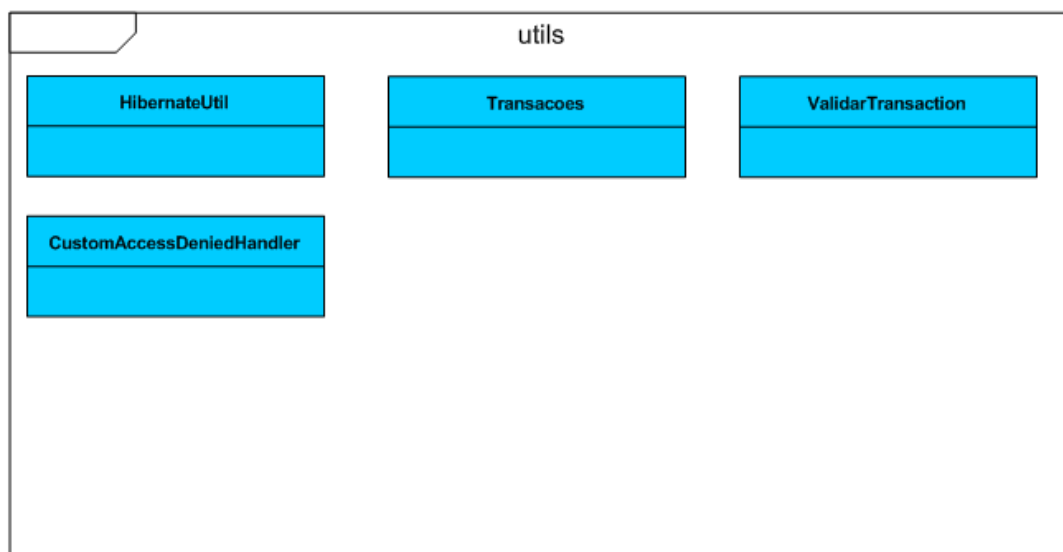 utils
HibernateUtil
Transacoes
ValidarTransaction
CustomAccessDeniedHandler